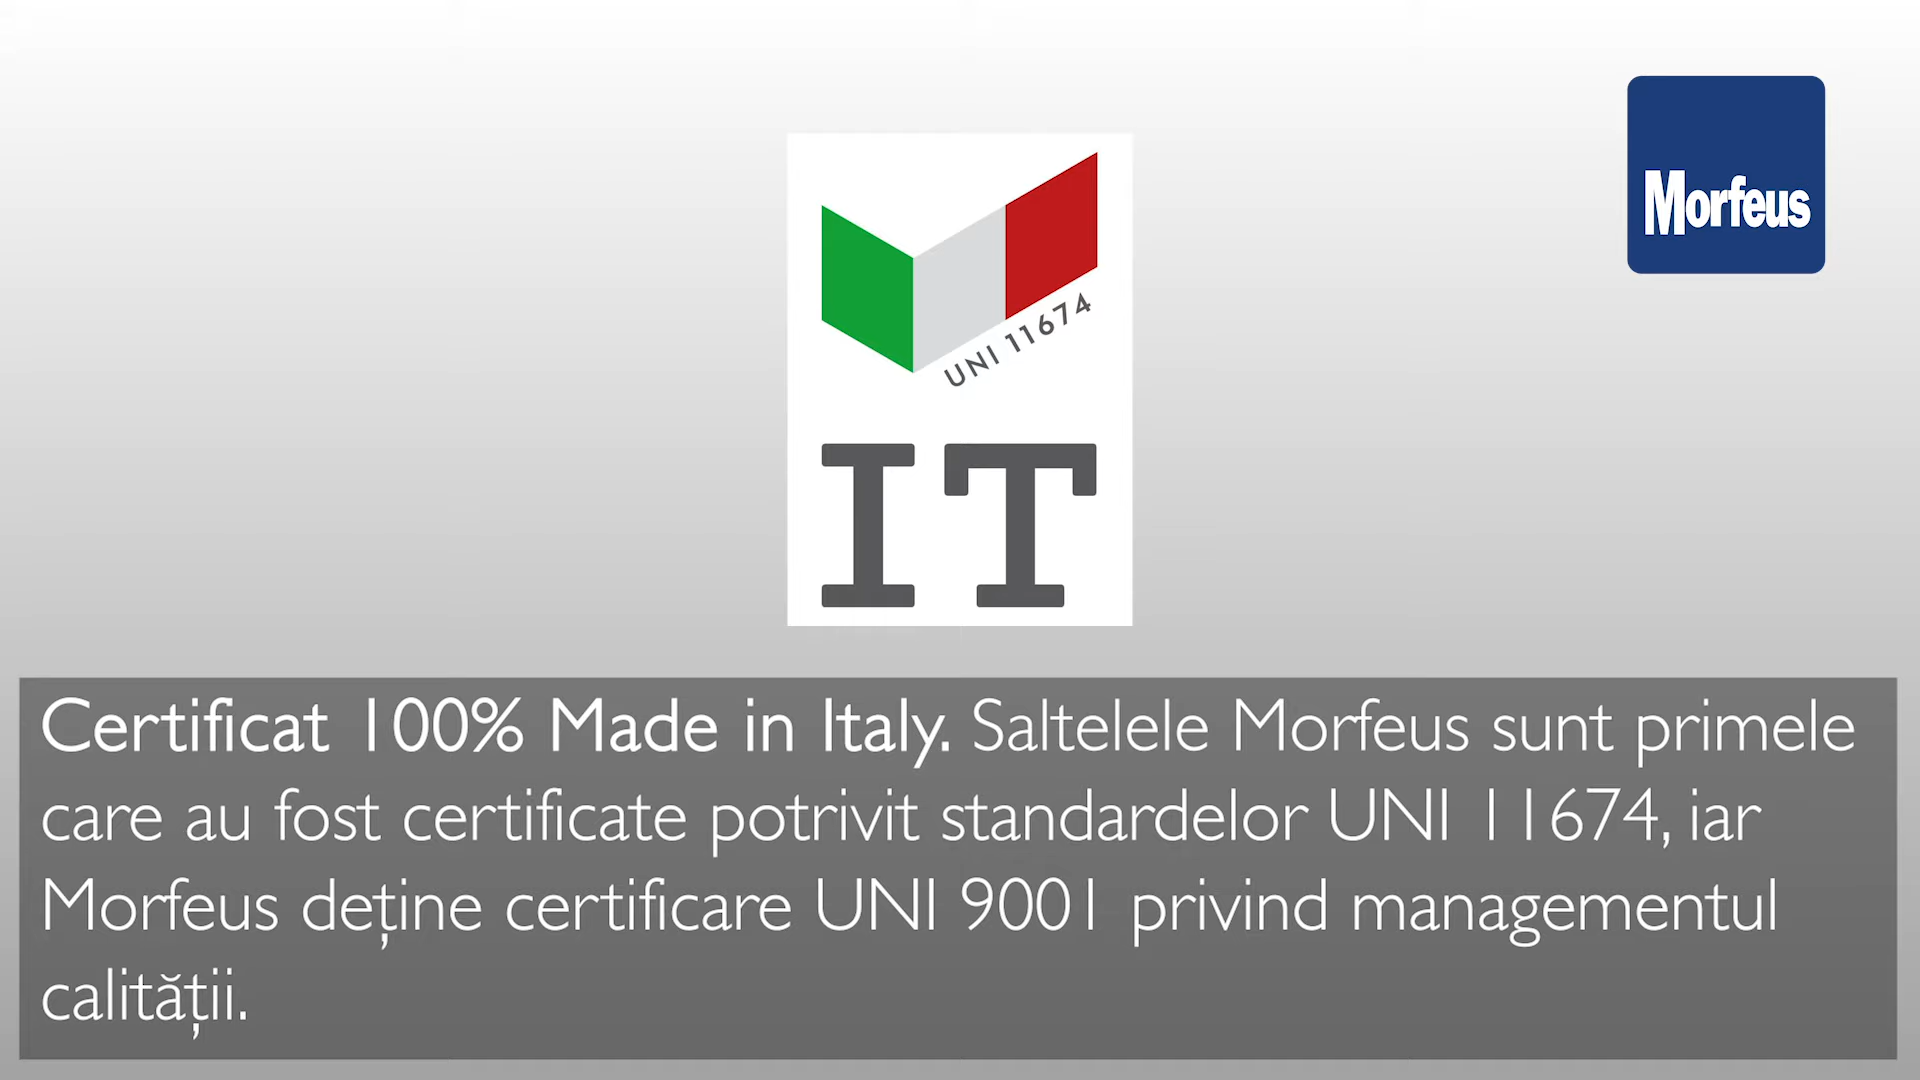 Morfeus
UNI 11674
IT
Certificat 100% Made in Italy. Saltelele Morfeus sunt primele
care au fost certificate potrivit standardelor UNI 11674, iar
Morfeus deține certificare UNI 9001 privind managementul
calității.